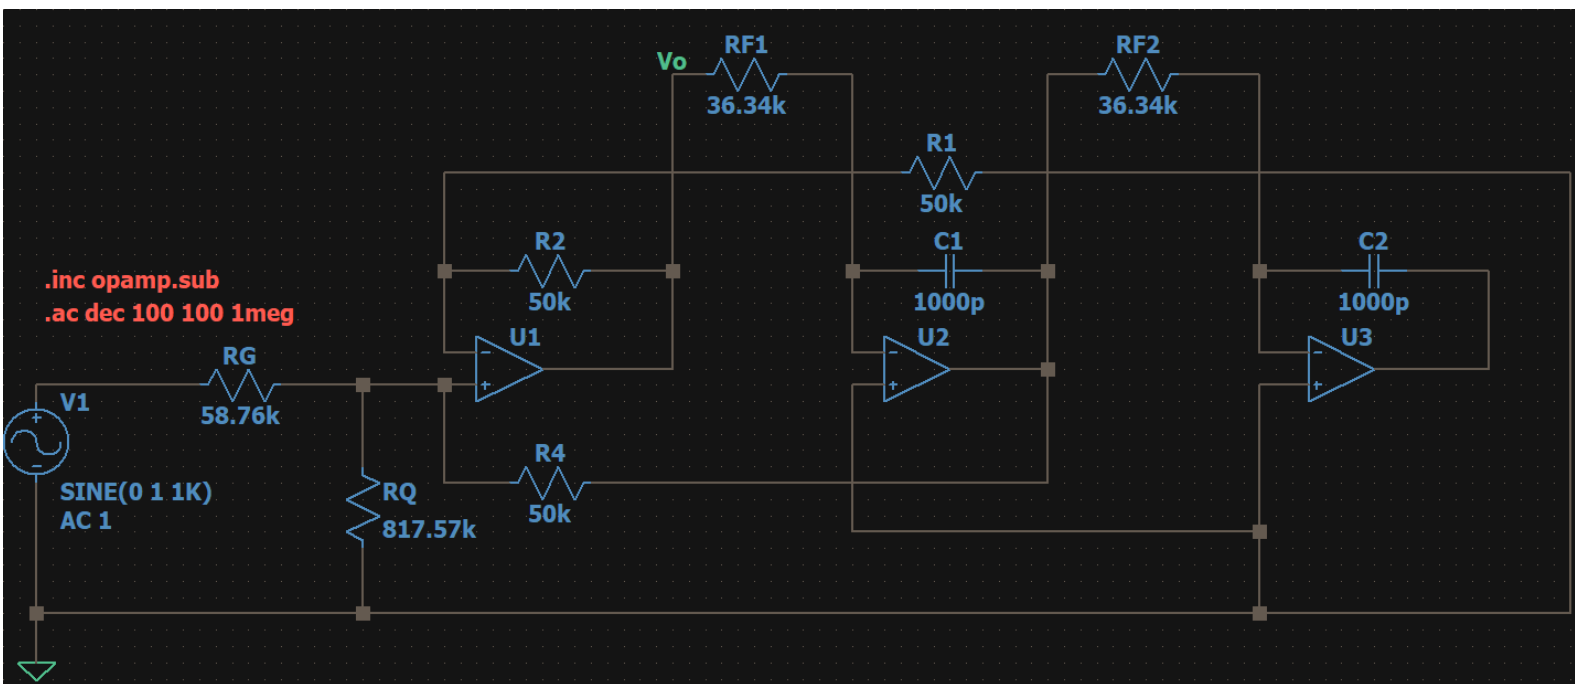 Vo
RF1
36.34k
RF2
36.34k
R1
50k
R2
50k
C1
1000p
C2
1000p
.inc opamp.sub
.ac dec 100 100 1meg
U1
U2
U3
RG
58.76k
V1
R4
50k
SINE(0 1 1K)
AC 1
RQ
817.57k